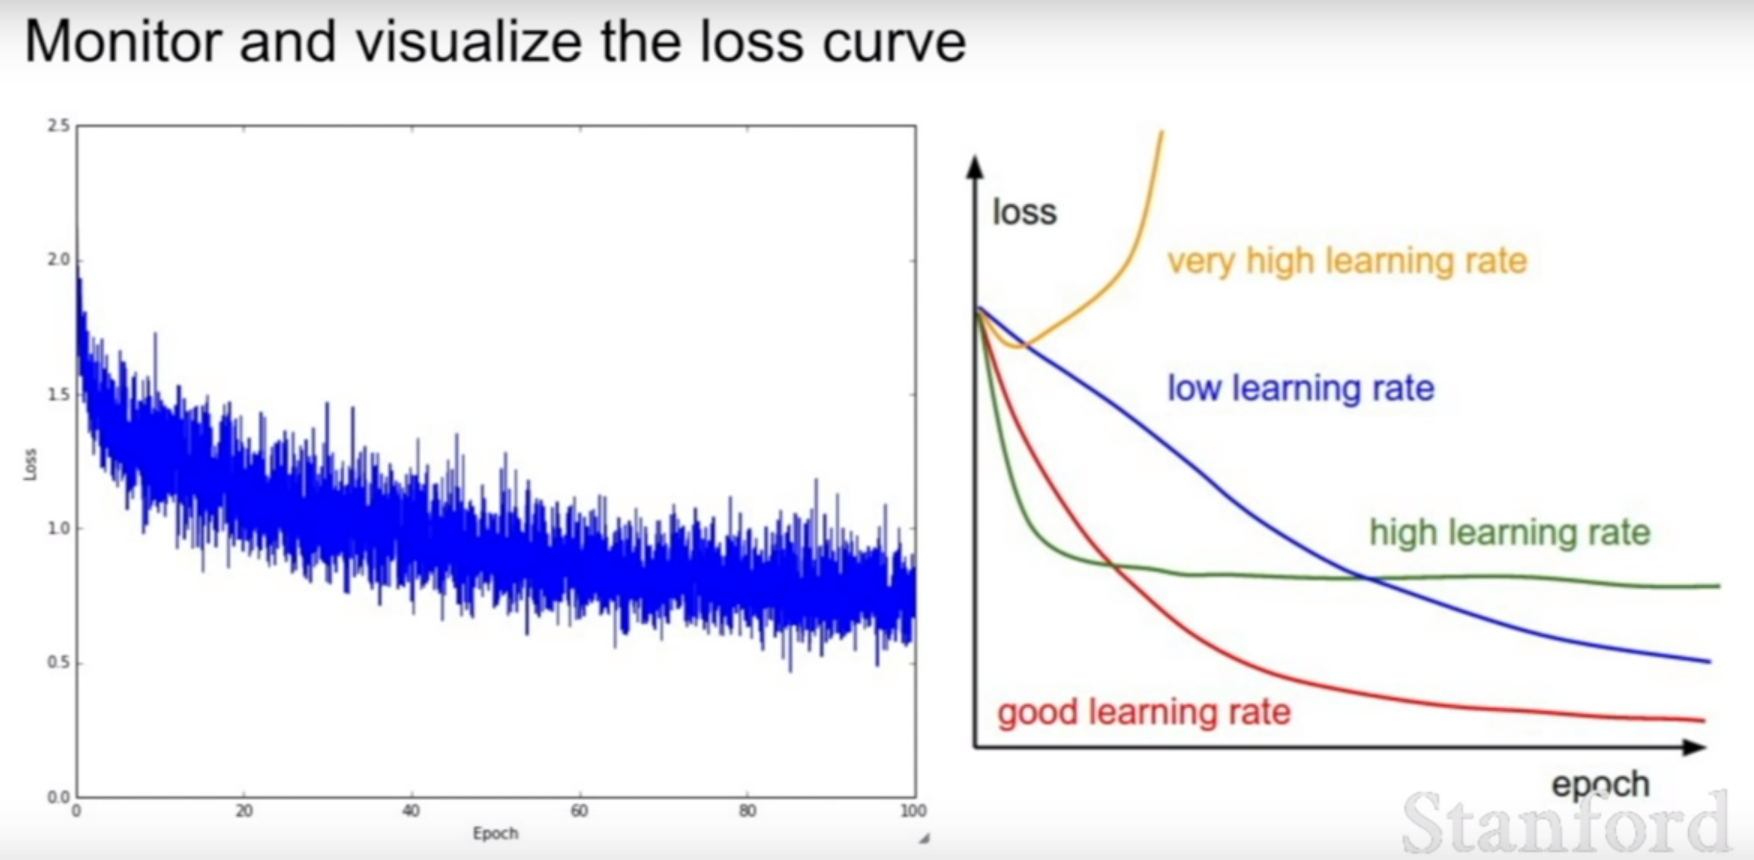 Monitor and visualize the loss curve
2.5
2.0
1.5
1.0
0.5
0.0
Loss
0 20 40 60 80 100
Epoch
loss
very high learning rate
low learning rate
high learning rate
good learning rate
epoch
Stanford